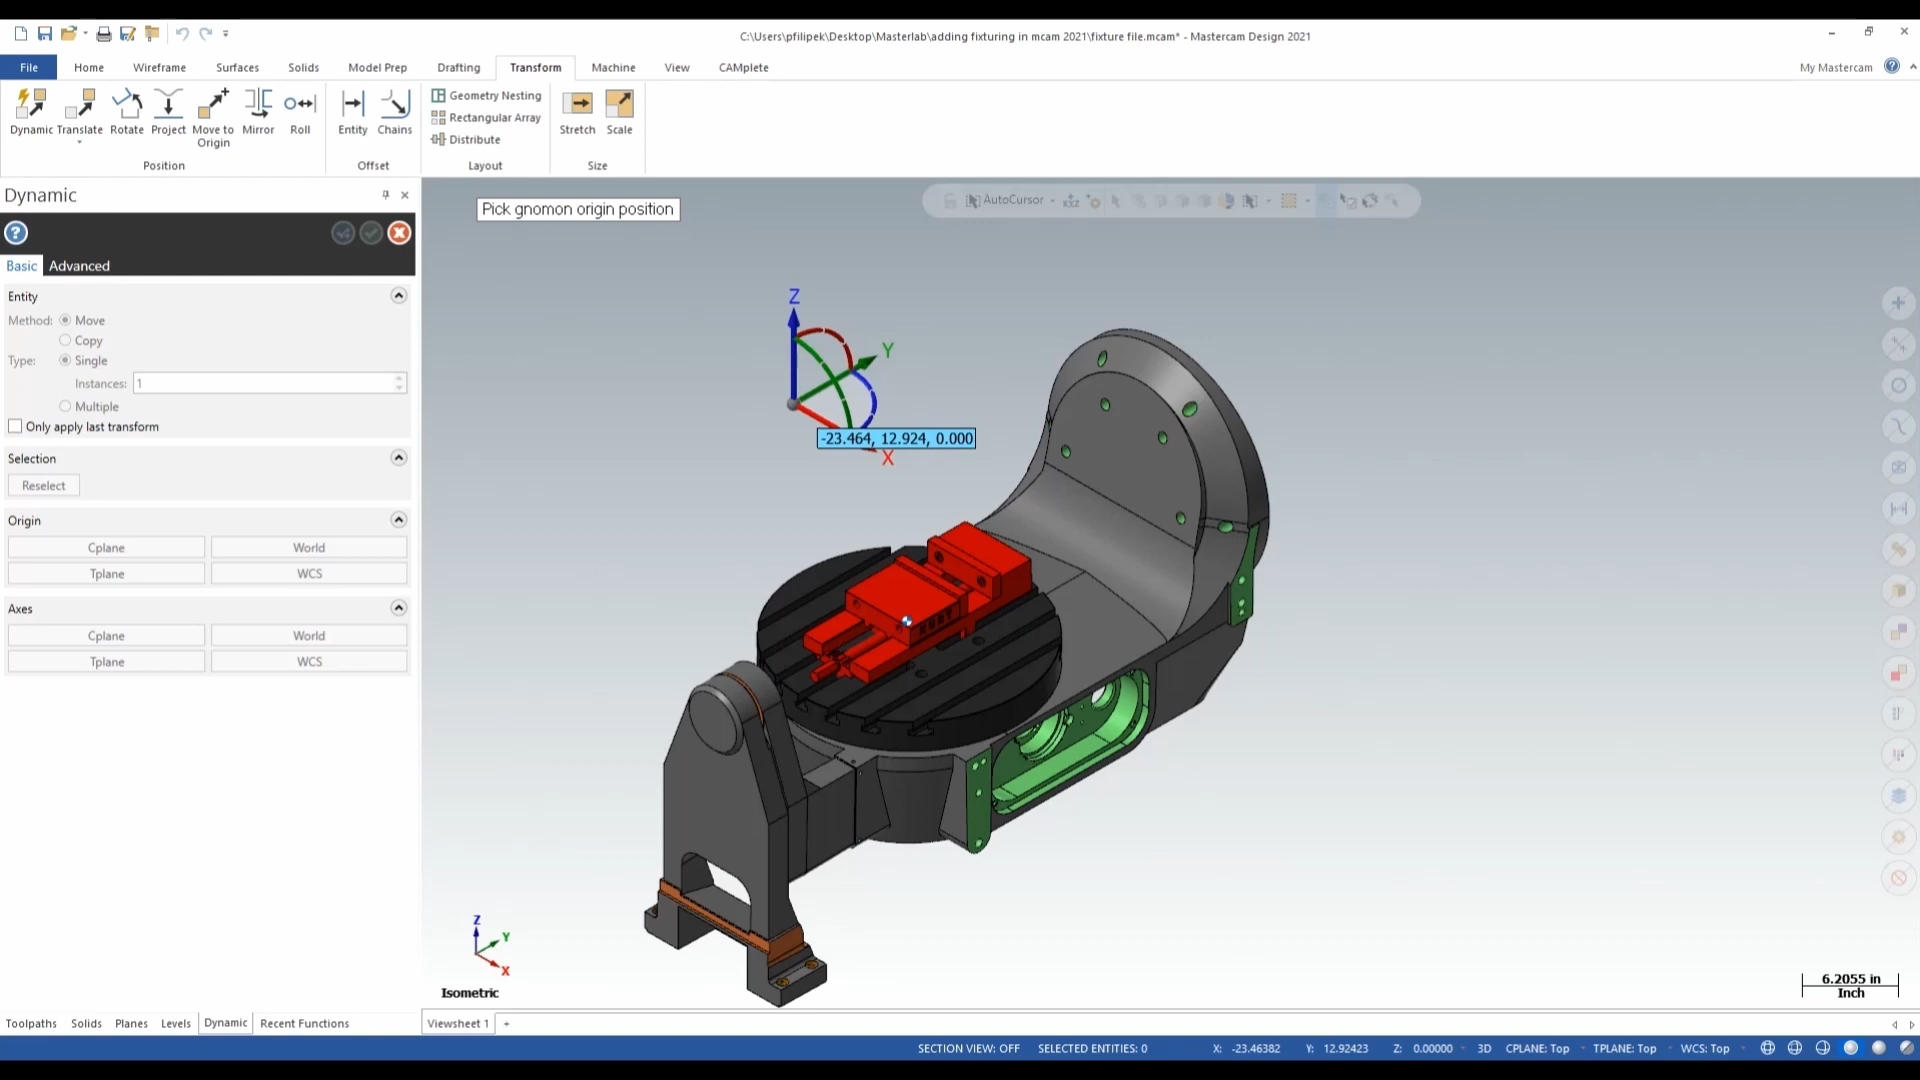 C:\Users\pfilipek\Desktop\Masterlab\adding fixturing in mcam 2021\fixture file.mcam* - Mastercam Design 2021
File Home Wireframe Surfaces Solids Model Prep Drafting Transform Machine View CAMplete My Mastercam
Dynamic Translate Rotate Project Move to Origin Mirror Roll
Position
Entity Chains
Offset
Geometry Nesting
Rectangular Array
Distribute
Layout
Stretch Scale
Size
Dynamic
Basic Advanced
Entity
Method: Move
Copy
Type: Single
Instances: 1
Multiple
Only apply last transform
Selection
Reselect
Origin
Cplane World
Tplane WCS
Axes
Cplane World
Tplane WCS
Pick gnomon origin position
AutoCursor
XYZ
Z
Y
-23.464, 12.924, 0.000
X
Z
Y
X
Isometric
6.2055 in
Inch
Toolpaths Solids Planes Levels Dynamic Recent Functions
Viewsheet 1 +
SECTION VIEW: OFF SELECTED ENTITIES: 0 X: -23.46382 Y: 12.92423 Z: 0.00000 3D CPLANE: Top TPLANE: Top WCS: Top